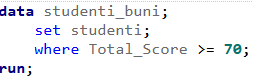 data studenti_buni;
set studenti;
where Total_Score >= 70;
run;